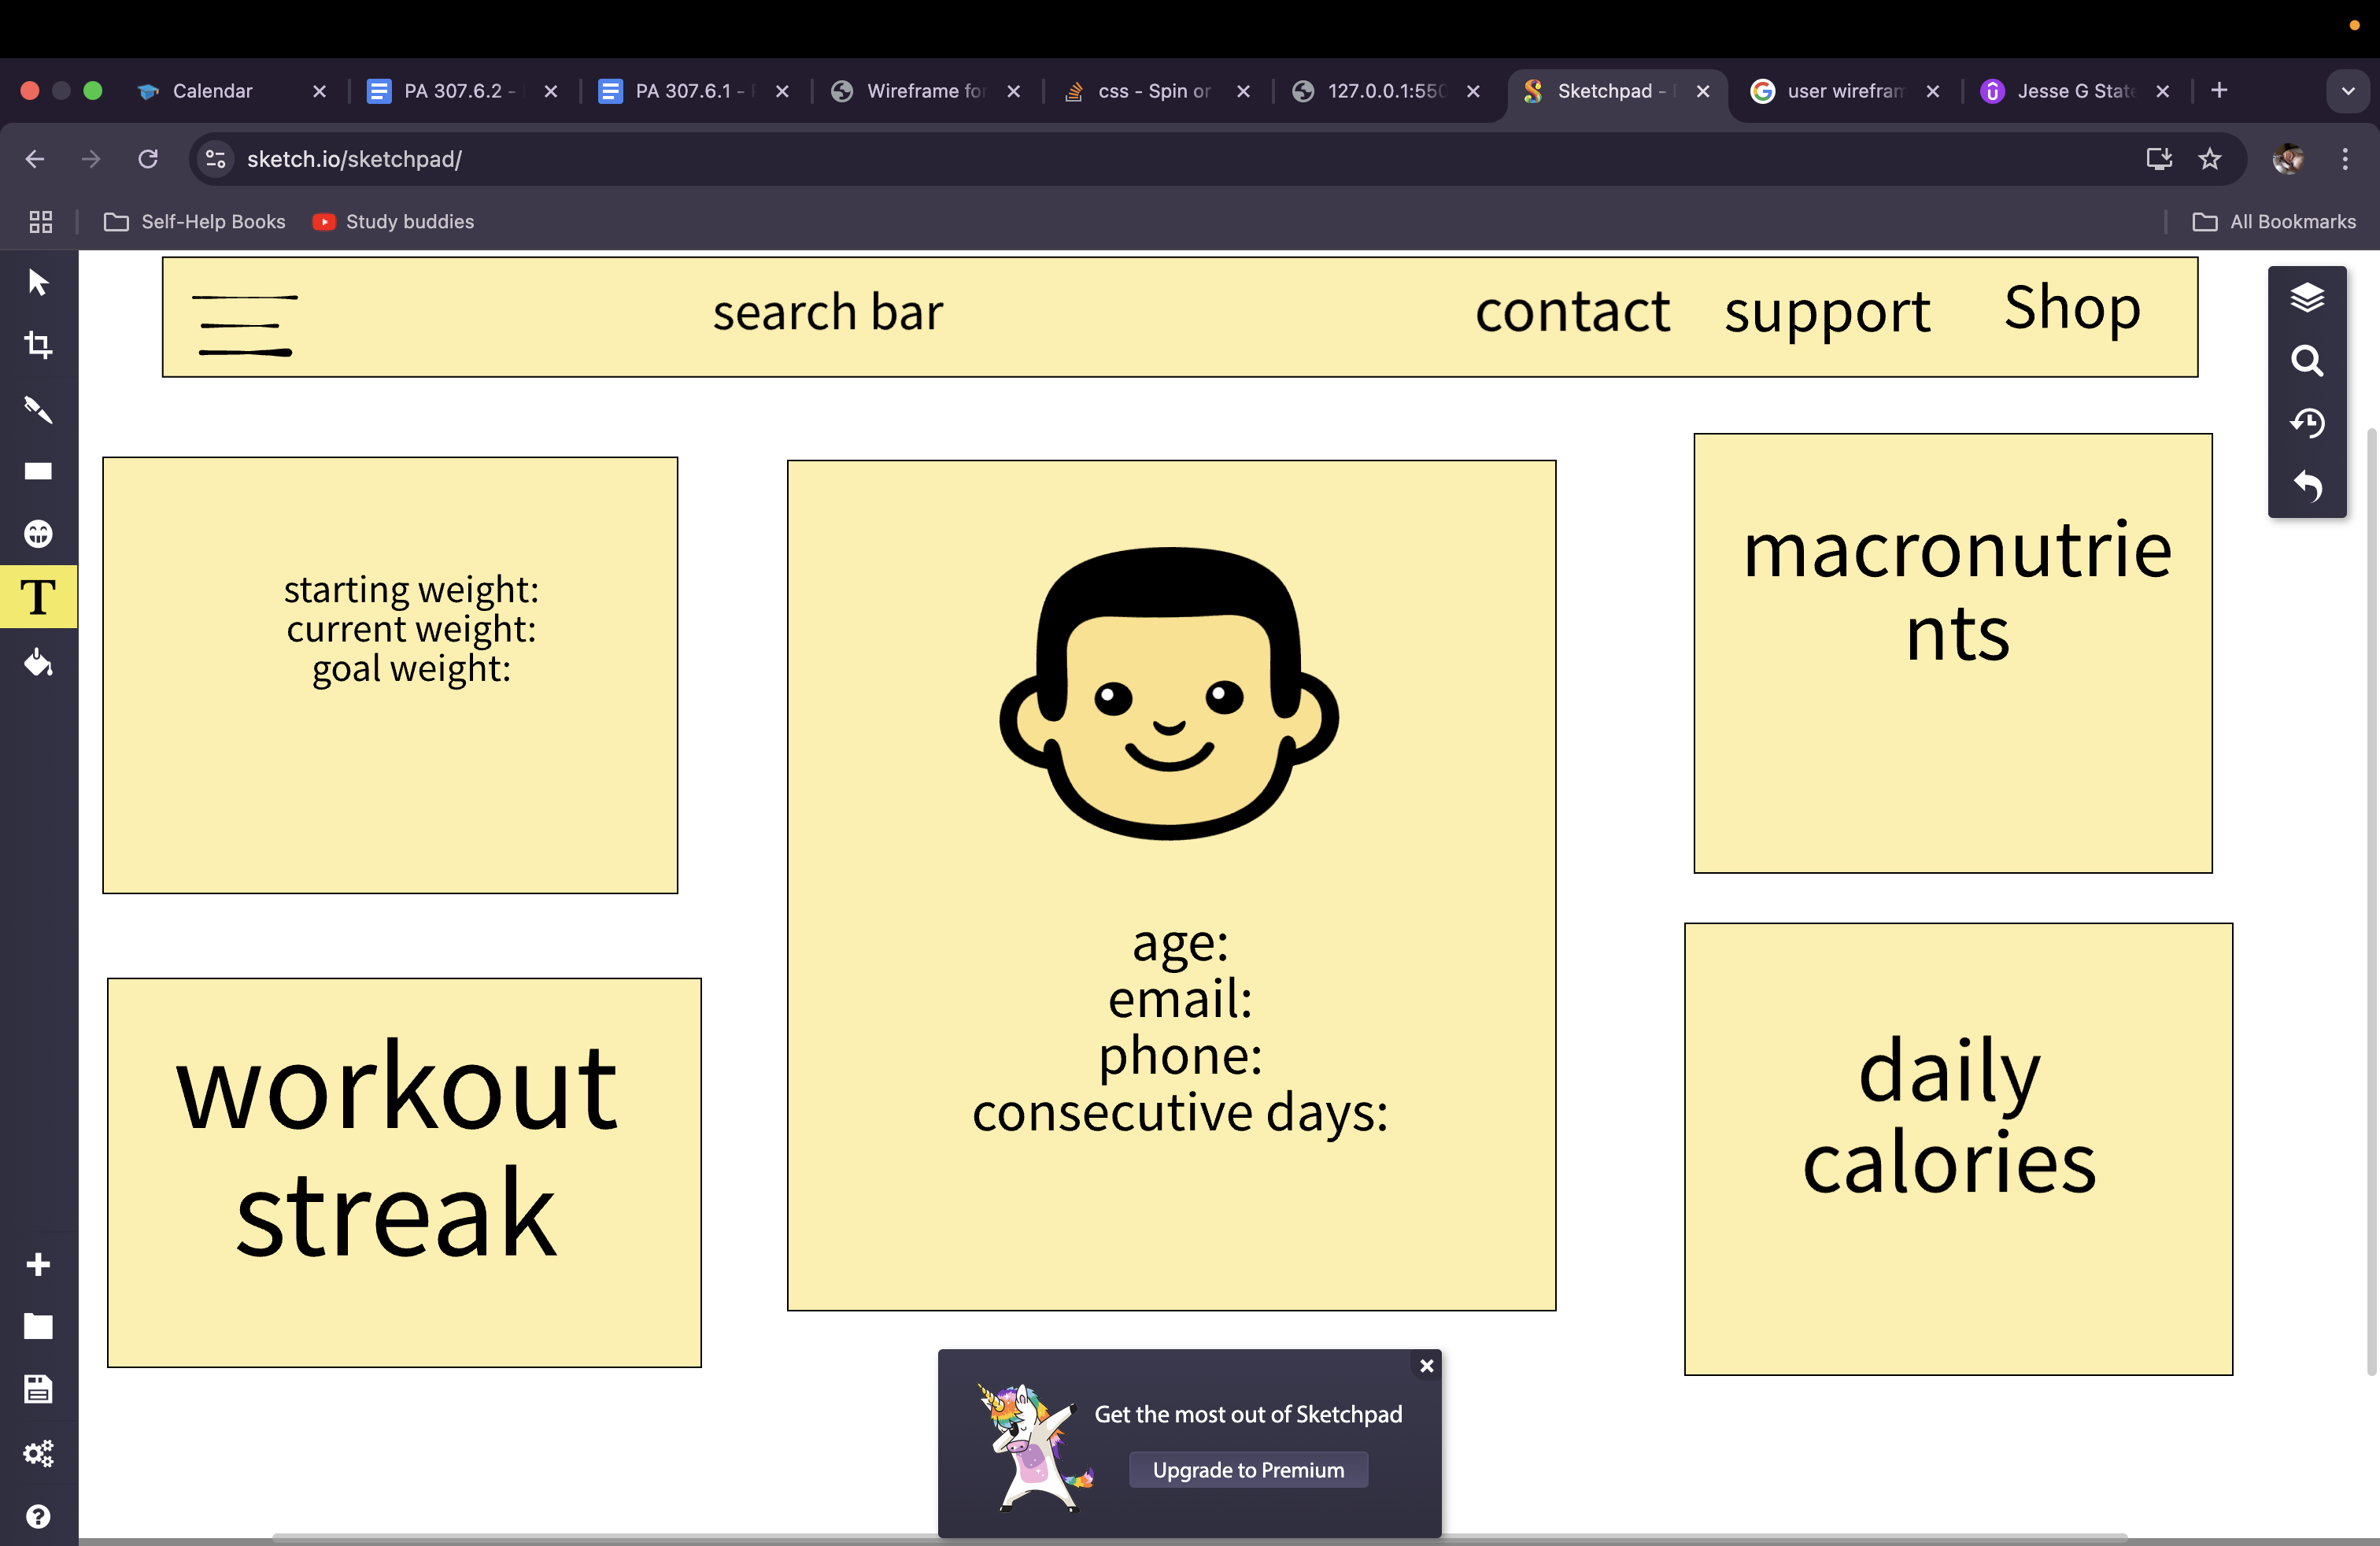 Calendar
PA 307.6.2 -
PA 307.6.1 -
Wireframe for
css - Spin or
127.0.0.1:550
Sketchpad -
user wirefram
Jesse G State
sketch.io/sketchpad/
Self-Help Books
Study buddies
All Bookmarks
search bar
contact
support
Shop
starting weight:
current weight:
goal weight:
macronutrie
nts
age:
email:
phone:
consecutive days:
workout
streak
daily
calories
Get the most out of Sketchpad
Upgrade to Premium